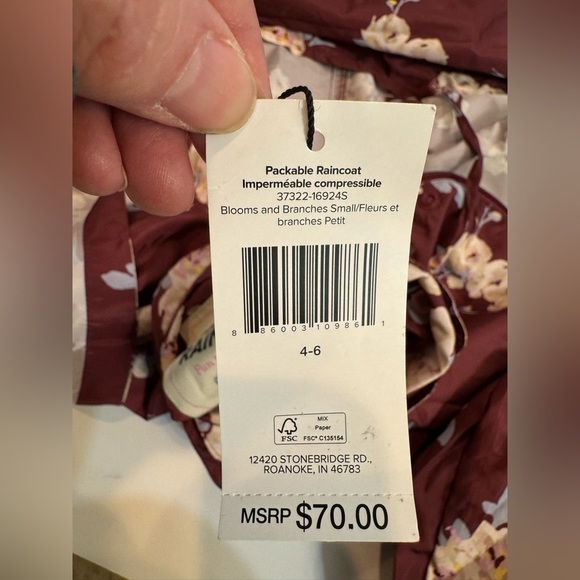 Packable Raincoat
Imperméable compressible
37322-16924S
Blooms and Branches Small/Fleurs et
branches Petit
8 86003 10986 1
4-6
FSC
MIX
Paper
FSC® C135154
12420 STONEBRIDGE RD.,
ROANOKE, IN 46783
MSRP $70.00